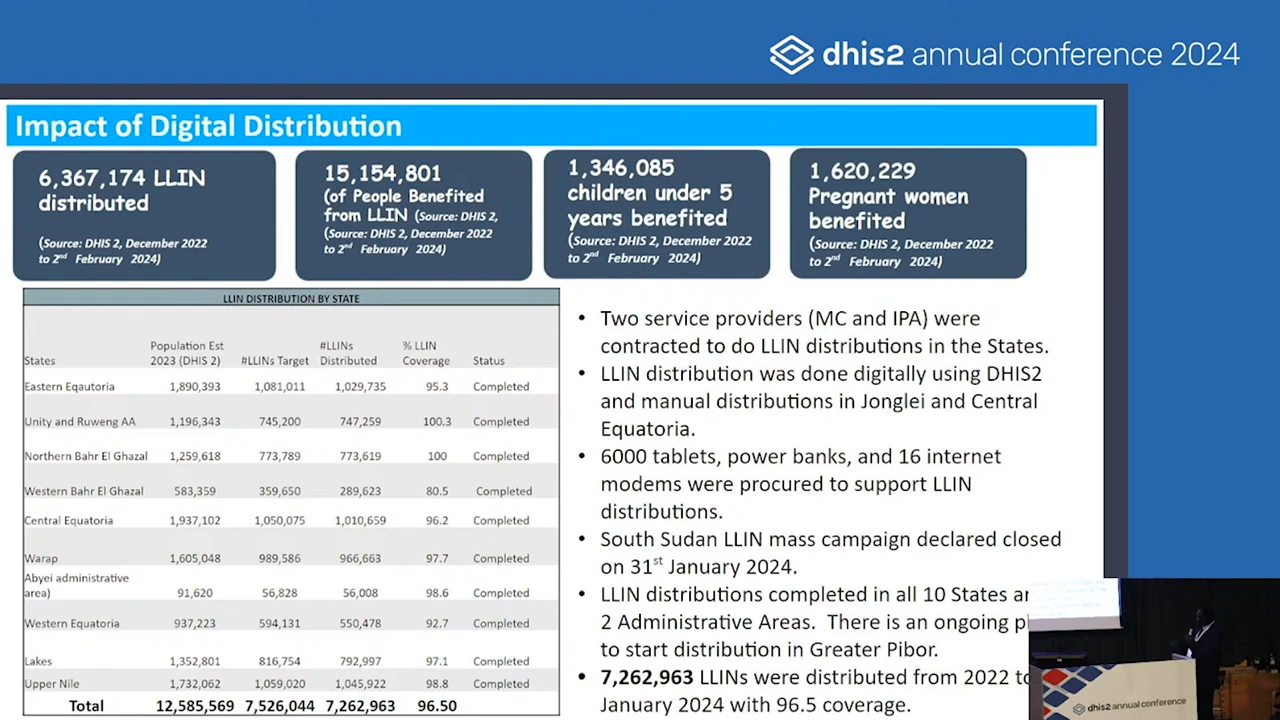 dhis2 annual conference 2024
Impact of Digital Distribution
6,367,174 LLIN
distributed
(Source: DHIS 2, December 2022
to 2nd February 2024)
15,154,801
(of People Benefited
from LLIN (Source: DHIS 2,
(Source: DHIS 2, December 2022
to 2nd February 2024)
1,346,085
children under 5
years benefited
(Source: DHIS 2, December 2022
to 2nd February 2024)
1,620,229
Pregnant women
benefited
(Source: DHIS 2, December 2022
to 2nd February 2024)
LLIN DISTRIBUTION BY STATE
States Population Est 2023 (DHIS 2) #LLINs Target #LLINs Distributed % LLIN Coverage Status
Eastern Eqautoria 1,890,393 1,081,011 1,029,735 95.3 Completed
Unity and Ruweng AA 1,196,343 745,200 747,259 100.3 Completed
Northern Bahr El Ghazal 1,259,618 773,789 773,619 100 Completed
Western Bahr El Ghazal 583,359 359,650 289,623 80.5 Completed
Central Equatoria 1,937,102 1,050,075 1,010,659 96.2 Completed
Warap 1,605,048 989,586 966,663 97.7 Completed
Abyei administrative
area) 91,620 56,828 56,008 98.6 Completed
Western Equatoria 937,223 594,131 550,478 92.7 Completed
Lakes 1,352,801 816,754 792,997 97.1 Completed
Upper Nile 1,732,062 1,059,020 1,045,922 98.8 Completed
Total 12,585,569 7,526,044 7,262,963 96.50
• Two service providers (MC and IPA) were
contracted to do LLIN distributions in the States.
• LLIN distribution was done digitally using DHIS2
and manual distributions in Jonglei and Central
Equatoria.
• 6000 tablets, power banks, and 16 internet
modems were procured to support LLIN
distributions.
• South Sudan LLIN mass campaign declared closed
on 31st January 2024.
• LLIN distributions completed in all 10 States
2 Administrative Areas. There is an ongoing
to start distribution in Greater Pibor.
• 7,262,963 LLINs were distributed from 2022
January 2024 with 96.5 coverage.
dhis2 annual conference